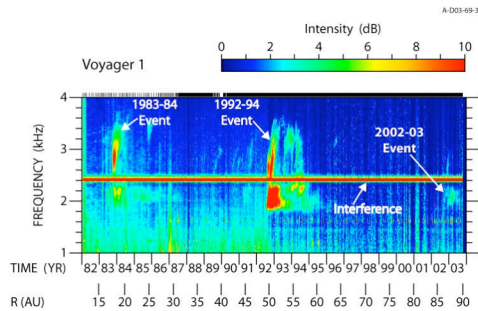 A-D03-69-3
Intensity (dB)
0 2 4 6 8 10
Voyager 1
4
1983-84
Event
1992-94
Event
2002-03
Event
3
FREQUENCY (kHz)
2
Interference
1
TIME (YR) 82 83 84 85 86 87 88 89 90 91 92 93 94 95 96 97 98 99 00 01 02 03
R (AU) 15 20 25 30 35 40 45 50 55 60 65 70 75 80 85 90